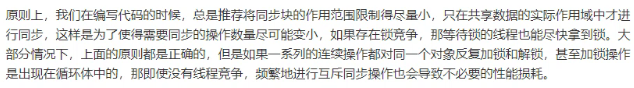 原则上，我们在编写代码的时候，总是推荐将同步块的作用范围限制得尽量小，只在共享数据的实际作用域中才进
行同步，这样是为了使得需要同步的操作数量尽可能变小，如果存在锁竞争，那等待锁的线程也能尽快拿到锁。大
部分情况下，上面的原则都是正确的，但是如果一系列的连续操作都对同一个对象反复加锁和解锁，甚至加锁操作
是出现在循环体中的，那即使没有线程竞争，频繁地进行互斥同步操作也会导致不必要的性能损耗。